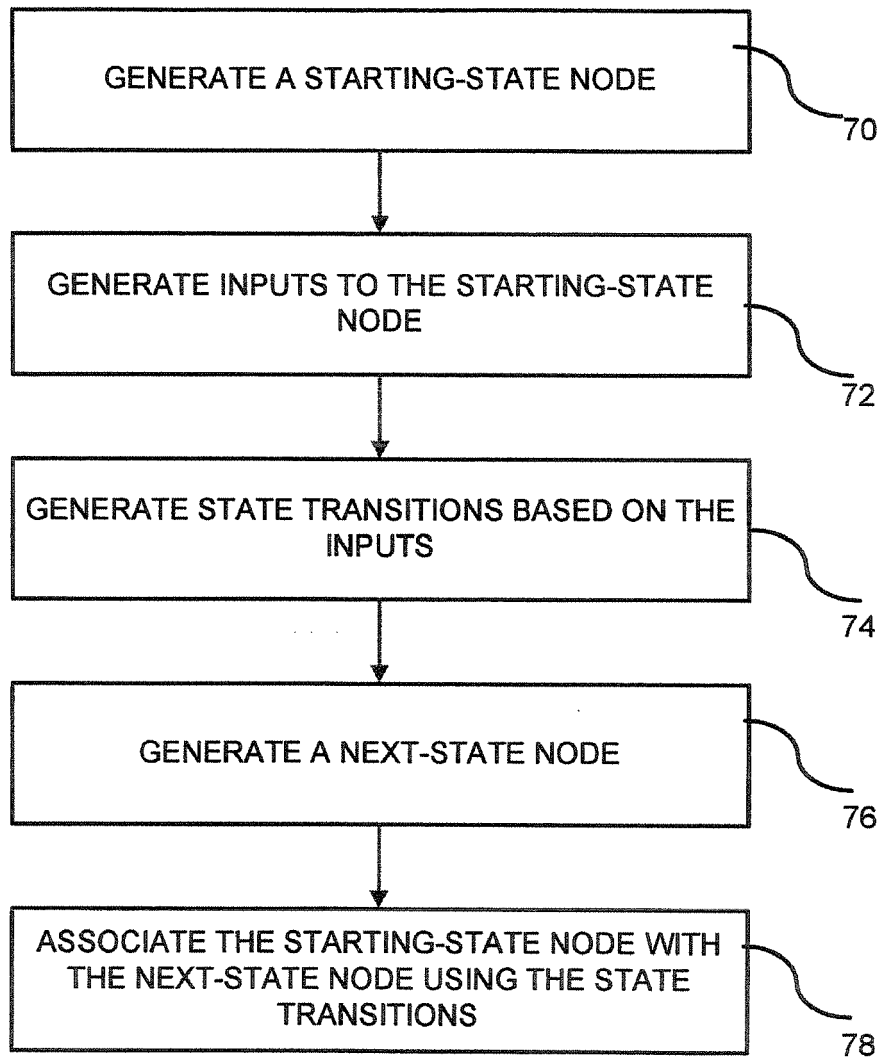 GENERATE A STARTING-STATE NODE
70
GENERATE INPUTS TO THE STARTING-STATE
NODE
72
GENERATE STATE TRANSITIONS BASED ON THE
INPUTS
74
GENERATE A NEXT-STATE NODE
76
ASSOCIATE THE STARTING-STATE NODE WITH
THE NEXT-STATE NODE USING THE STATE
TRANSITIONS
78